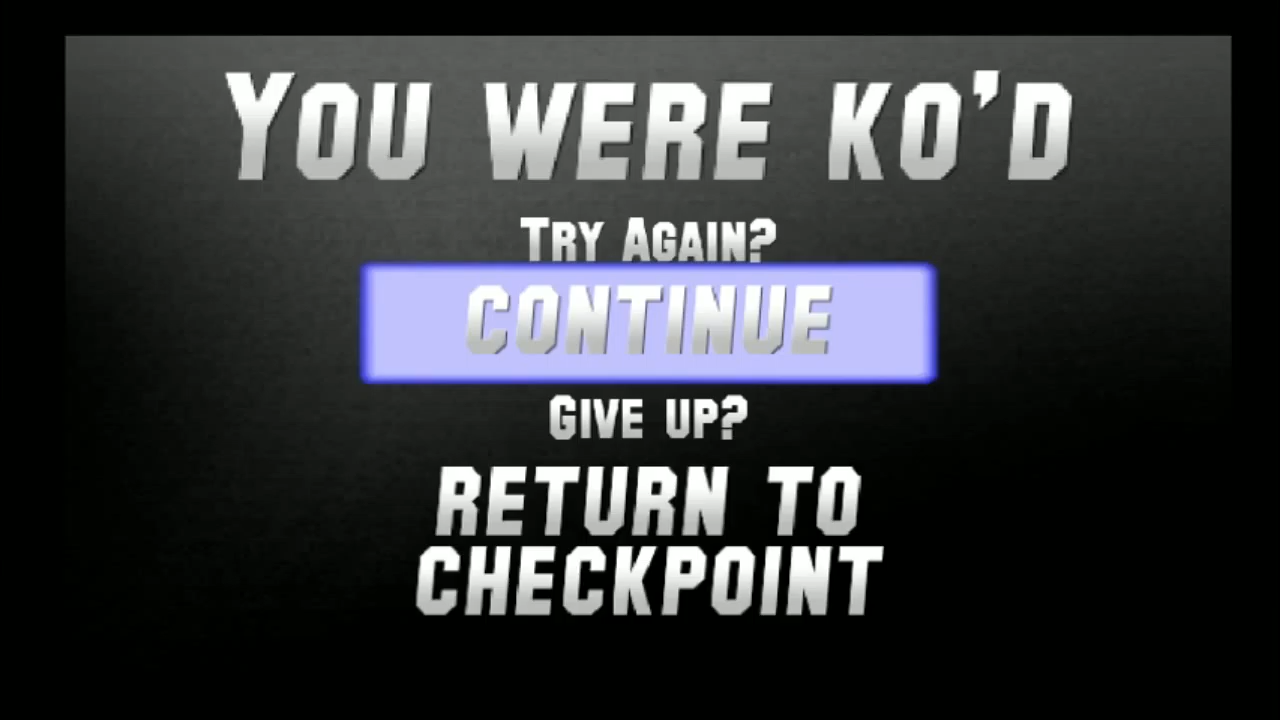 You were ko'd
Try Again?
CONTINUE
Give up?
RETURN TO
CHECKPOINT